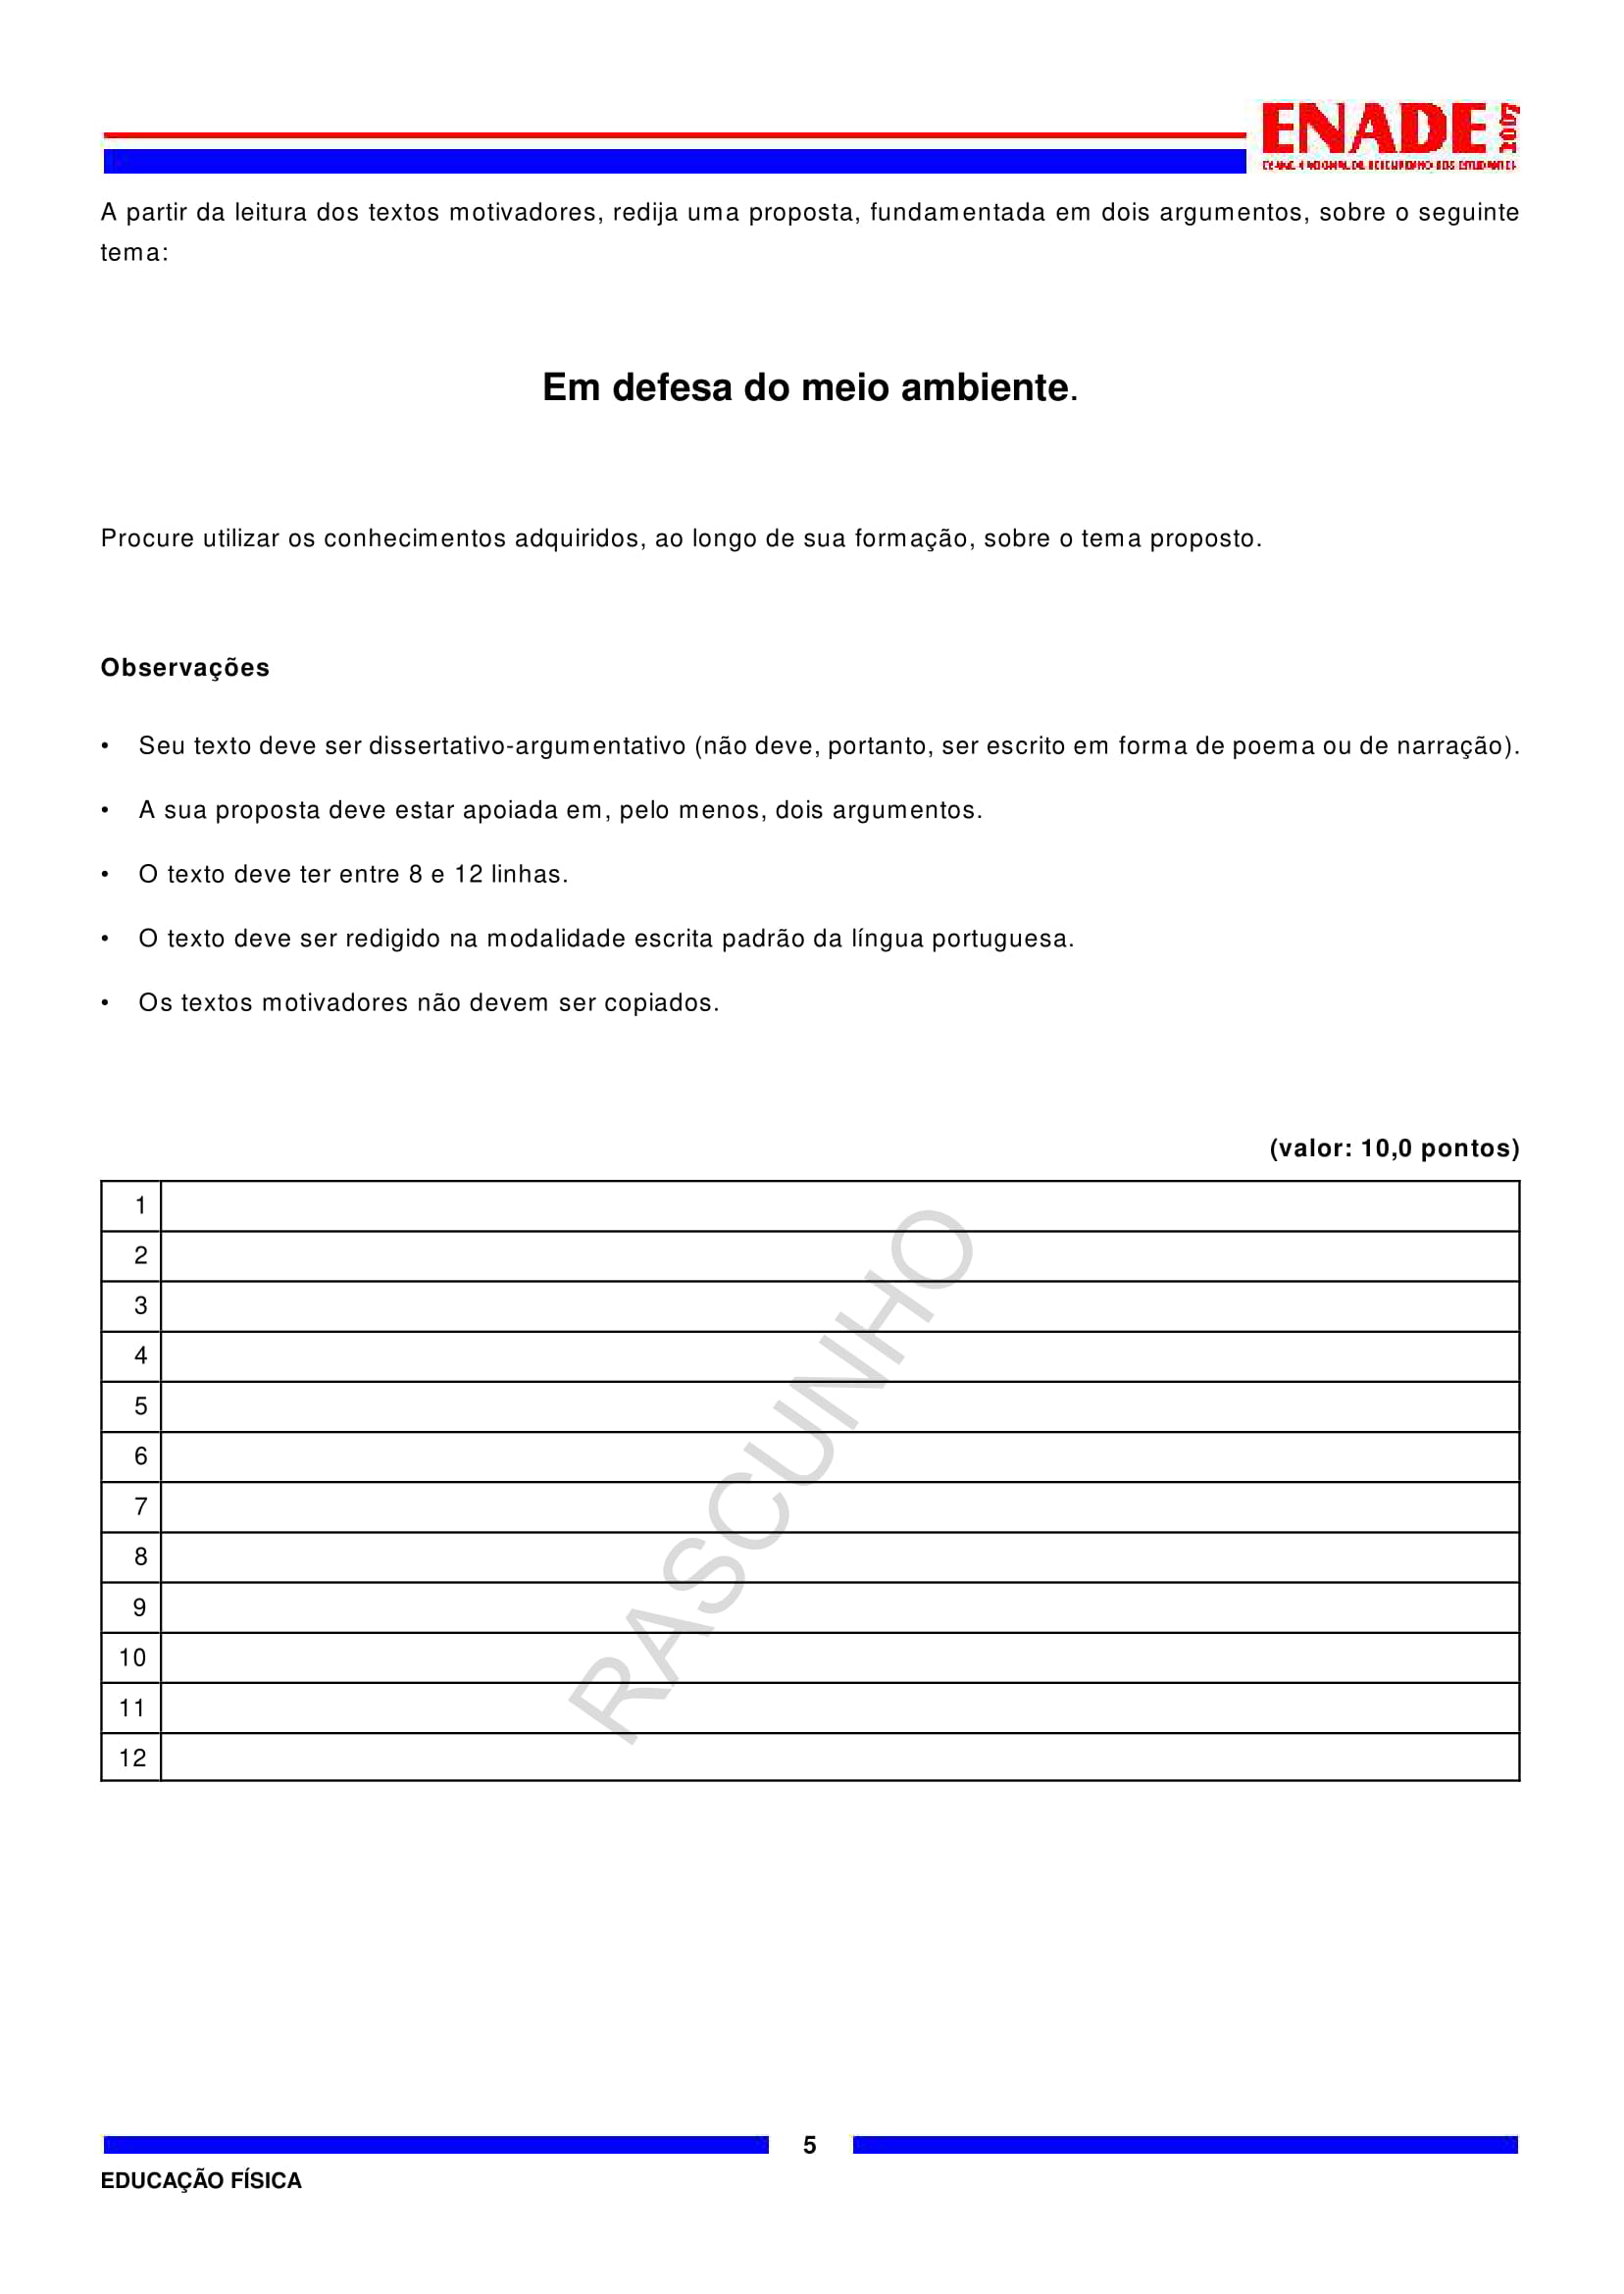 ENADE 2007
EXAME NACIONAL DE DESEMPENHO DOS ESTUDANTES
A partir da leitura dos textos motivadores, redija uma proposta, fundamentada em dois argumentos, sobre o seguinte
tema:
Em defesa do meio ambiente.
Procure utilizar os conhecimentos adquiridos, ao longo de sua formação, sobre o tema proposto.
Observações
• Seu texto deve ser dissertativo-argumentativo (não deve, portanto, ser escrito em forma de poema ou de narração).
• A sua proposta deve estar apoiada em, pelo menos, dois argumentos.
• O texto deve ter entre 8 e 12 linhas.
• O texto deve ser redigido na modalidade escrita padrão da língua portuguesa.
• Os textos motivadores não devem ser copiados.
(valor: 10,0 pontos)
1
2
3
4
5
6
7
8
9
10
11
12
RASCUNHO
5
EDUCAÇÃO FÍSICA